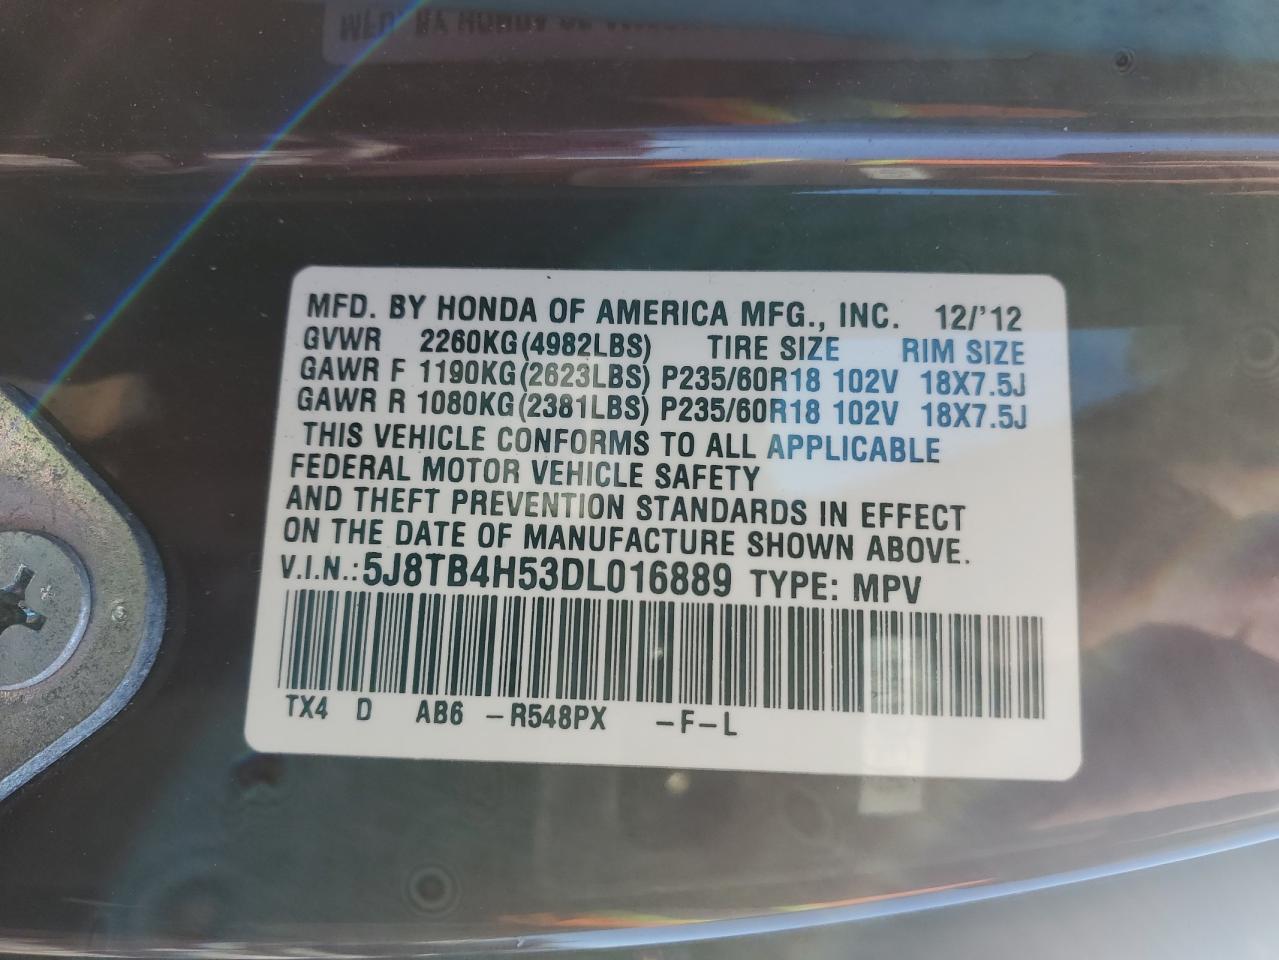 MFD. BY HONDA OF AMERICA MFG., INC. 12/'12
GVWR 2260KG(4982LBS) TIRE SIZE RIM SIZE
GAWR F 1190KG(2623LBS) P235/60R18 102V 18X7.5J
GAWR R 1080KG(2381LBS) P235/60R18 102V 18X7.5J
THIS VEHICLE CONFORMS TO ALL APPLICABLE
FEDERAL MOTOR VEHICLE SAFETY
AND THEFT PREVENTION STANDARDS IN EFFECT
ON THE DATE OF MANUFACTURE SHOWN ABOVE.
V.I.N.: 5J8TB4H53DL016889 TYPE: MPV
TX4 D AB6 -R548PX -F-L